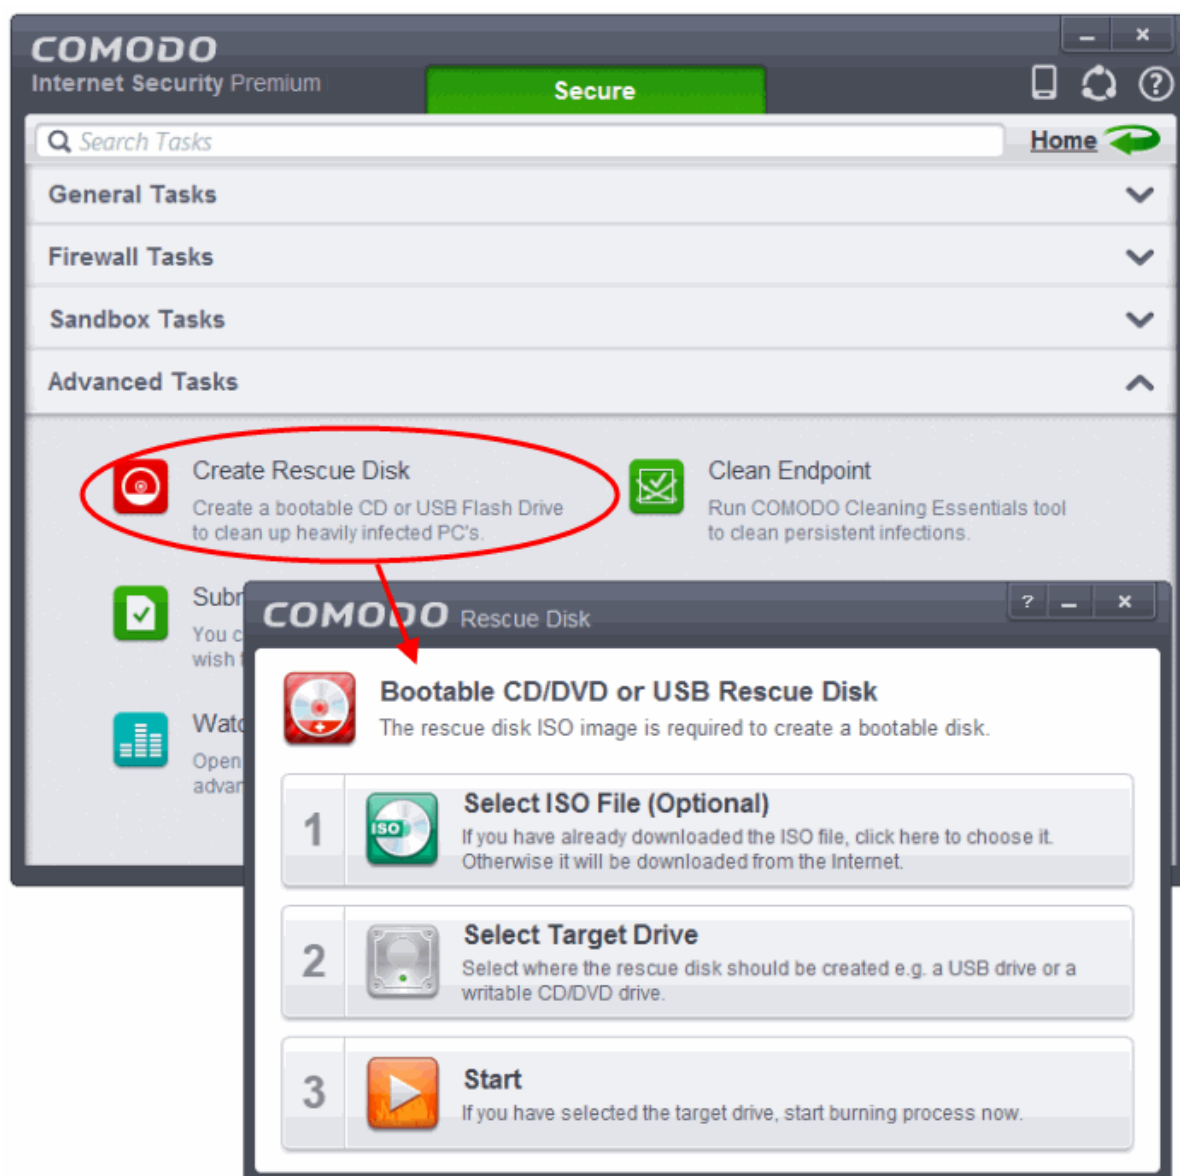 COMODO
Internet Security Premium
Secure
Search Tasks
Home
General Tasks
Firewall Tasks
Sandbox Tasks
Advanced Tasks
Create Rescue Disk
Create a bootable CD or USB Flash Drive
to clean up heavily infected PC's.
Clean Endpoint
Run COMODO Cleaning Essentials tool
to clean persistent infections.
You c
wish
Open
COMODO Rescue Disk
Bootable CD/DVD or USB Rescue Disk
The rescue disk ISO image is required to create a bootable disk.
1
ISO
Select ISO File (Optional)
If you have already downloaded the ISO file, click here to choose it.
Otherwise it will be downloaded from the Internet.
2
Select Target Drive
Select where the rescue disk should be created e.g. a USB drive or a
writable CD/DVD drive.
3
Start
If you have selected the target drive, start burning process now.